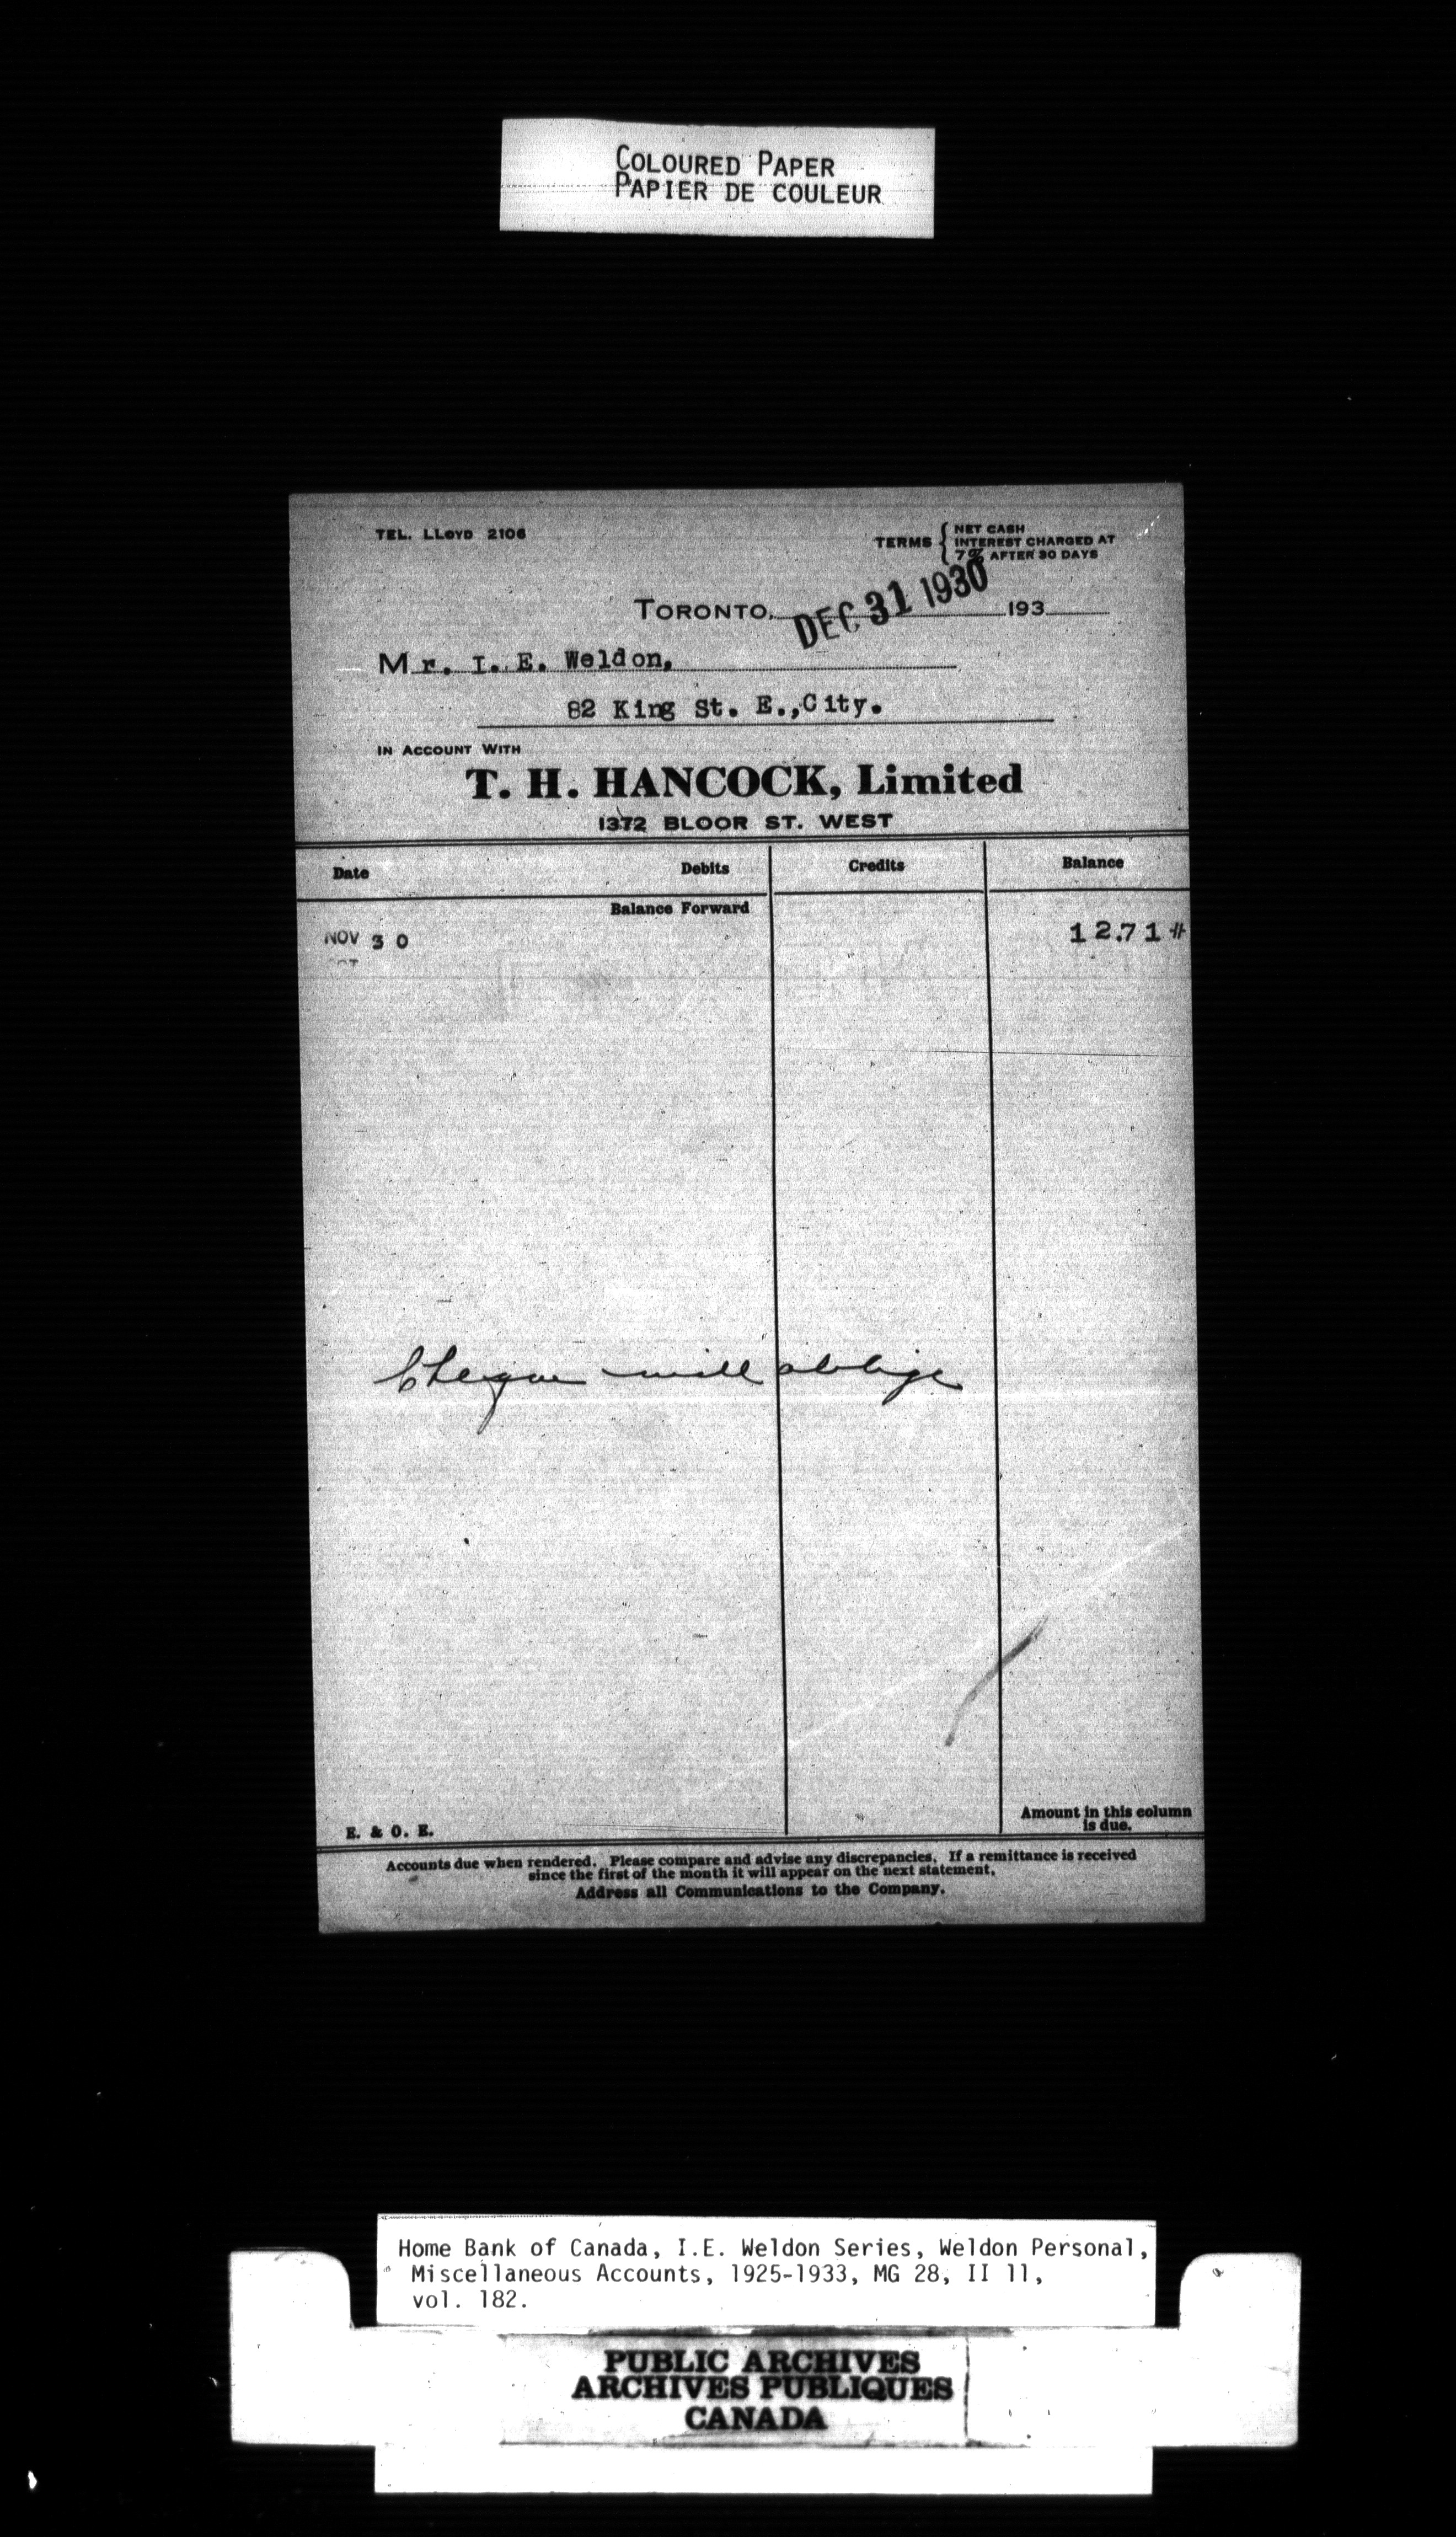 COLOURED PAPER
PAPIER DE COULEUR
TEL. LLOYD 2106
TERMS { NET CASH
INTEREST CHARGED AT
7% AFTER 30 DAYS
TORONTO, DEC 31 1930 193
Mr. I. E. Weldon,
82 King St. E.,City.
IN ACCOUNT WITH
T. H. HANCOCK, Limited
1372 BLOOR ST. WEST
Date Debits Credits Balance
Balance Forward
NOV 30 12.71 #
Cheque will oblige
Amount in this column
is due.
E. & O. E.
Accounts due when rendered. Please compare and advise any discrepancies. If a remittance is received
since the first of the month it will appear on the next statement.
Address all Communications to the Company.
Home Bank of Canada, I.E. Weldon Series, Weldon Personal,
Miscellaneous Accounts, 1925-1933, MG 28, II 11,
vol. 182.
PUBLIC ARCHIVES
ARCHIVES PUBLIQUES
CANADA